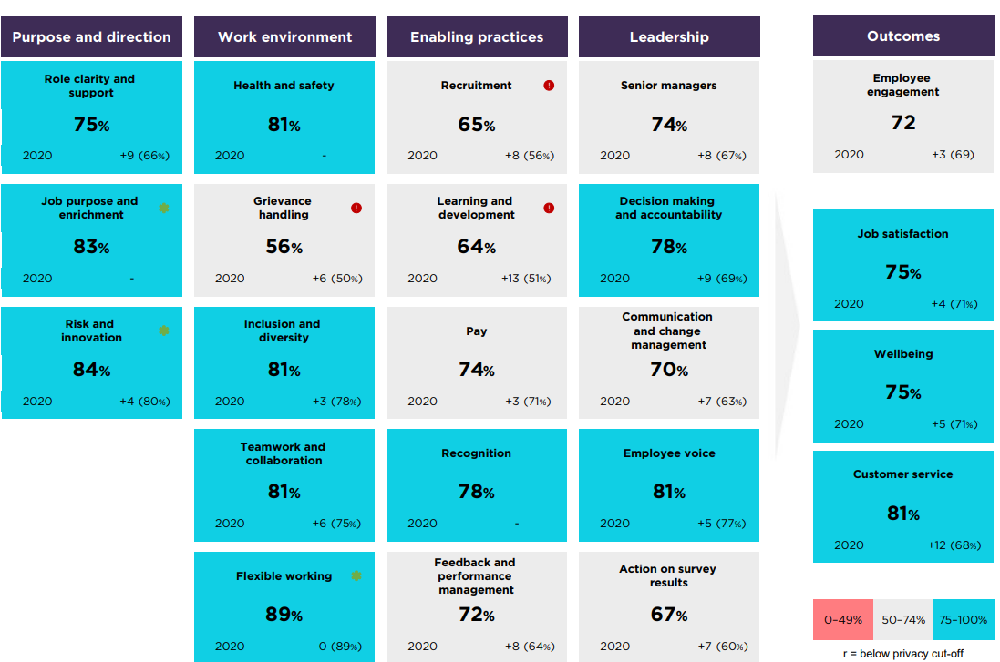 Purpose and direction
Role clarity and
support
75%
2020 +9 (66%)
Job purpose and
enrichment
83%
2020 -
Risk and
innovation
84%
2020 +4 (80%)
Work environment
Health and safety
81%
2020 -
Grievance
handling
!
56%
2020 +6 (50%)
Inclusion and
diversity
81%
2020 +3 (78%)
Teamwork and
collaboration
81%
2020 +6 (75%)
Flexible working
89%
2020 0 (89%)
Enabling practices
Recruitment !
65%
2020 +8 (56%)
Learning and
development
!
64%
2020 +13 (51%)
Pay
74%
2020 +3 (71%)
Recognition
78%
2020 -
Feedback and
performance
management
72%
2020 +8 (64%)
Leadership
Senior managers
74%
2020 +8 (67%)
Decision making
and accountability
78%
2020 +9 (69%)
Communication
and change
management
70%
2020 +7 (63%)
Employee voice
81%
2020 +5 (77%)
Action on survey
results
67%
2020 +7 (60%)
Outcomes
Employee
engagement
72
2020 +3 (69)
Job satisfaction
75%
2020 +4 (71%)
Wellbeing
75%
2020 +5 (71%)
Customer service
81%
2020 +12 (68%)
0-49% 50-74% 75-100%
r = below privacy cut-off